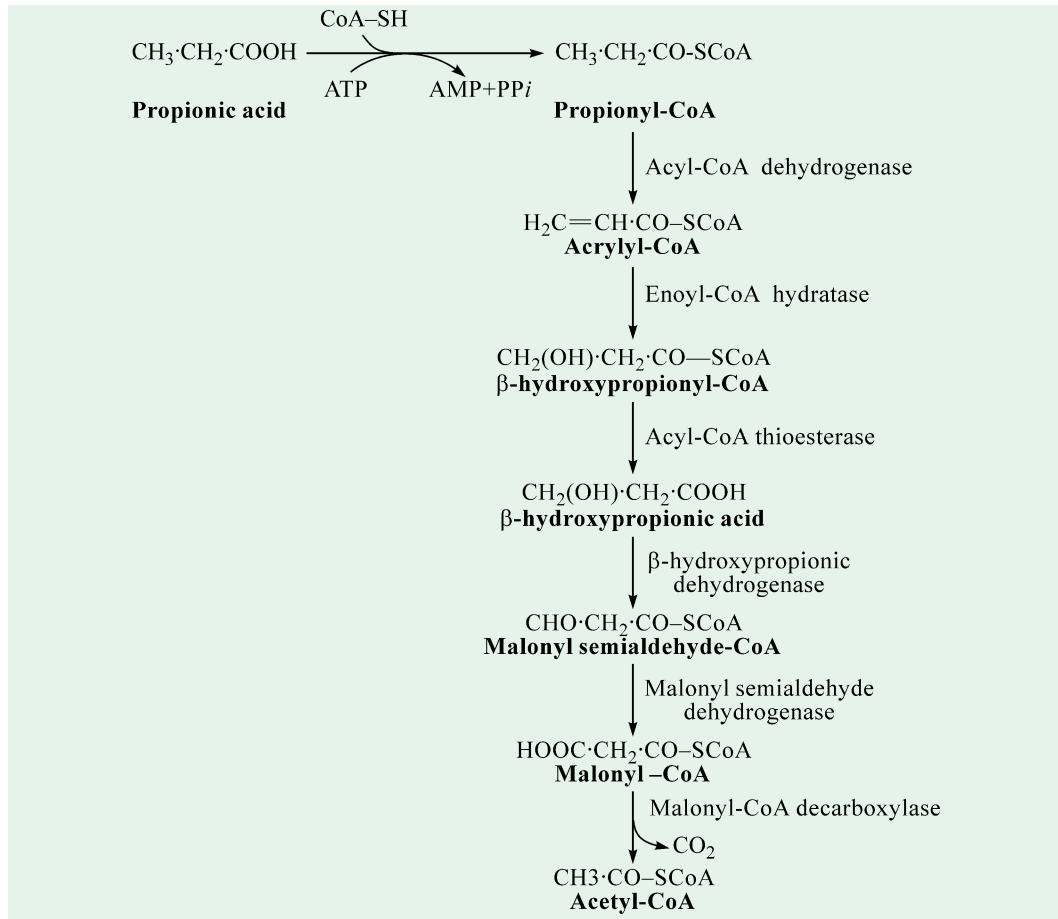 CoA–SH
CH₃·CH₂·COOH CH₃·CH₂·CO-SCoA
ATP AMP+PPi
Propionic acid Propionyl-CoA
Acyl-CoA dehydrogenase
H₂C=CH·CO–SCoA
Acrylyl-CoA
Enoyl-CoA hydratase
CH₂(OH)·CH₂·CO—SCoA
β-hydroxypropionyl-CoA
Acyl-CoA thioesterase
CH₂(OH)·CH₂·COOH
β-hydroxypropionic acid
β-hydroxypropionic
dehydrogenase
CHO·CH₂·CO–SCoA
Malonyl semialdehyde-CoA
Malonyl semialdehyde
dehydrogenase
HOOC·CH₂·CO–SCoA
Malonyl –CoA
Malonyl-CoA decarboxylase
CO₂
CH3·CO–SCoA
Acetyl-CoA